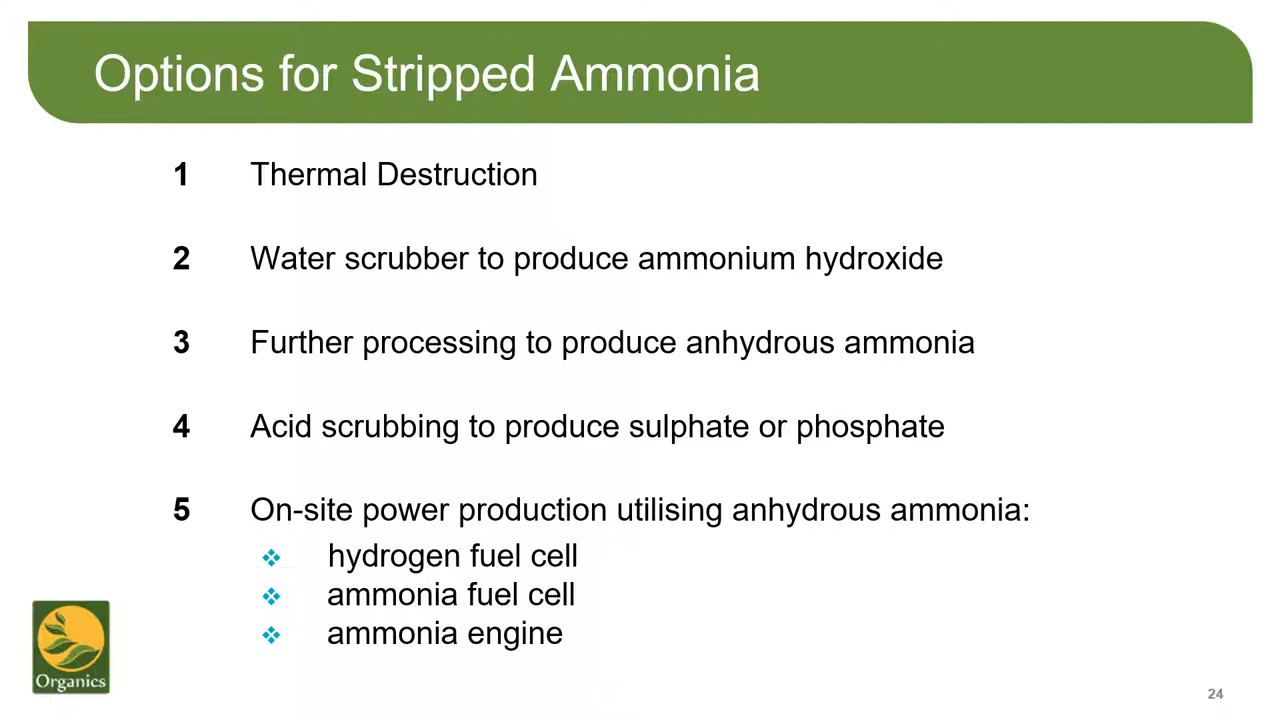 Options for Stripped Ammonia
1 Thermal Destruction
2 Water scrubber to produce ammonium hydroxide
3 Further processing to produce anhydrous ammonia
4 Acid scrubbing to produce sulphate or phosphate
5 On-site power production utilising anhydrous ammonia:
❖ hydrogen fuel cell
❖ ammonia fuel cell
❖ ammonia engine
Organics
24